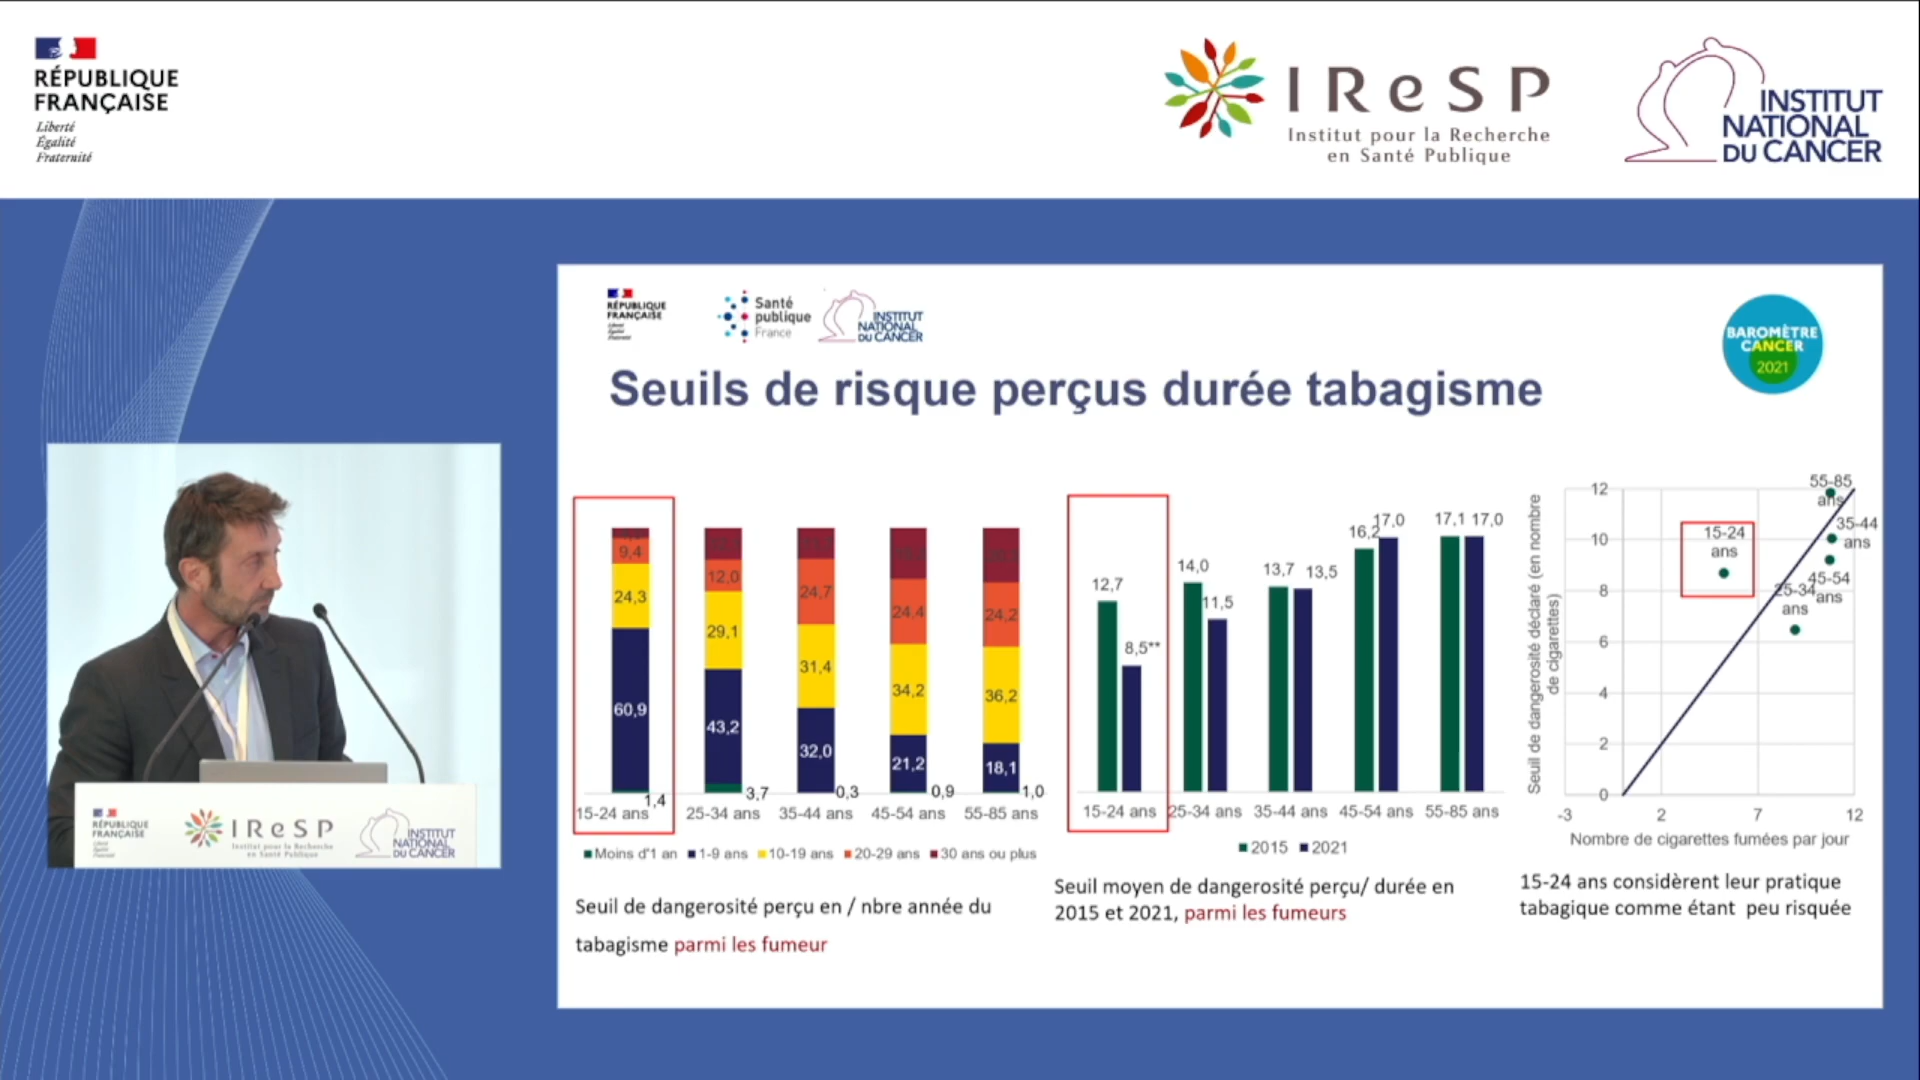 RÉPUBLIQUE
FRANÇAISE
Liberté
Égalité
Fraternité
IReSP
Institut pour la Recherche
en Santé Publique
INSTITUT
NATIONAL
DU CANCER
RÉPUBLIQUE
FRANÇAISE
Liberté
Égalité
Fraternité
Santé
publique
France
INSTITUT
NATIONAL
DU CANCER
BAROMÈTRE
CANCER
2021
Seuils de risque perçus durée tabagisme
9,4
24,3
60,9
1,4
12,0
29,1
43,2
3,7
24,7
31,4
32,0
0,3
24,4
34,2
21,2
0,9
24,2
36,2
18,1
1,0
15-24 ans 25-34 ans 35-44 ans 45-54 ans 55-85 ans
Moins d'1 an 1-9 ans 10-19 ans 20-29 ans 30 ans ou plus
Seuil de dangerosité perçu en / nbre année du
tabagisme parmi les fumeur
12,7 8,5** 14,0 11,5 13,7 13,5 16,2 17,0 17,1 17,0
15-24 ans 25-34 ans 35-44 ans 45-54 ans 55-85 ans
2015 2021
Seuil moyen de dangerosité perçu/ durée en
2015 et 2021, parmi les fumeurs
Seuil de dangerosité déclaré (en nombre
de cigarettes)
12
10
8
6
4
2
0
55-85
ans
15-24
ans
35-44
ans
45-54
ans
25-34
ans
-3 2 7 12
Nombre de cigarettes fumées par jour
15-24 ans considèrent leur pratique
tabagique comme étant peu risquée
RÉPUBLIQUE
FRANÇAISE
IReSP
Institut pour la Recherche
en Santé Publique
INSTITUT
NATIONAL
DU CANCER